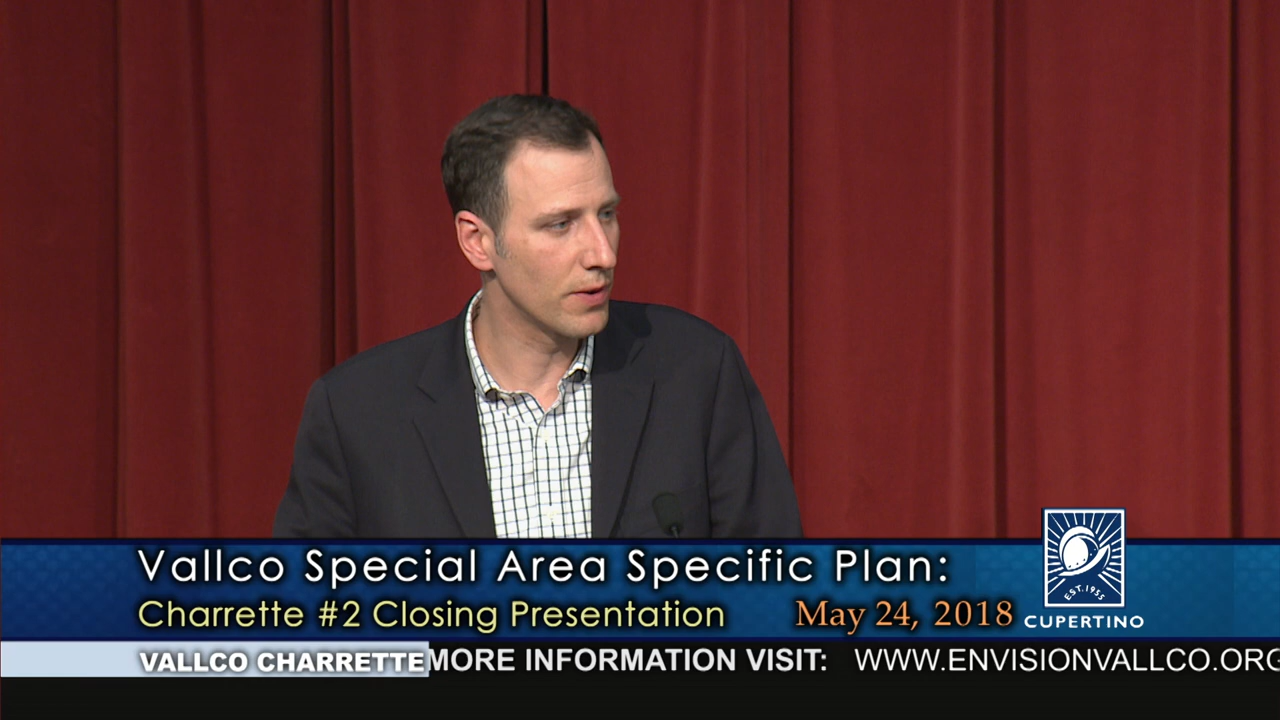 Vallco Special Area Specific Plan:
Charrette #2 Closing Presentation May 24, 2018
EST. 1955
CUPERTINO
VALLCO CHARRETTE MORE INFORMATION VISIT: WWW.ENVISIONVALLCO.ORG